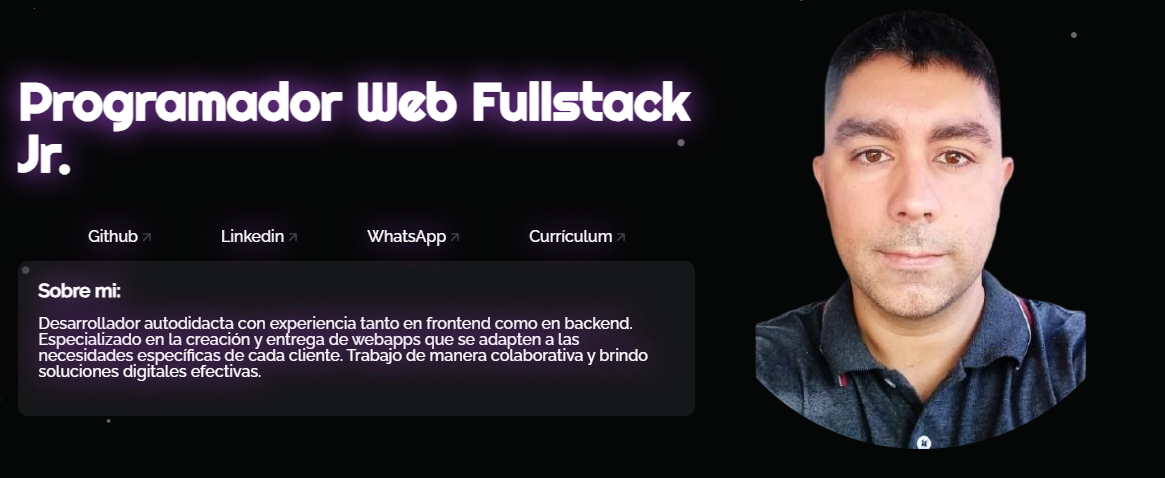 Programador Web Fullstack
Jr.
Github
Linkedin
WhatsApp
Currículum
Sobre mi:
Desarrollador autodidacta con experiencia tanto en frontend como en backend.
Especializado en la creación y entrega de webapps que se adapten a las
necesidades específicas de cada cliente. Trabajo de manera colaborativa y brindo
soluciones digitales efectivas.